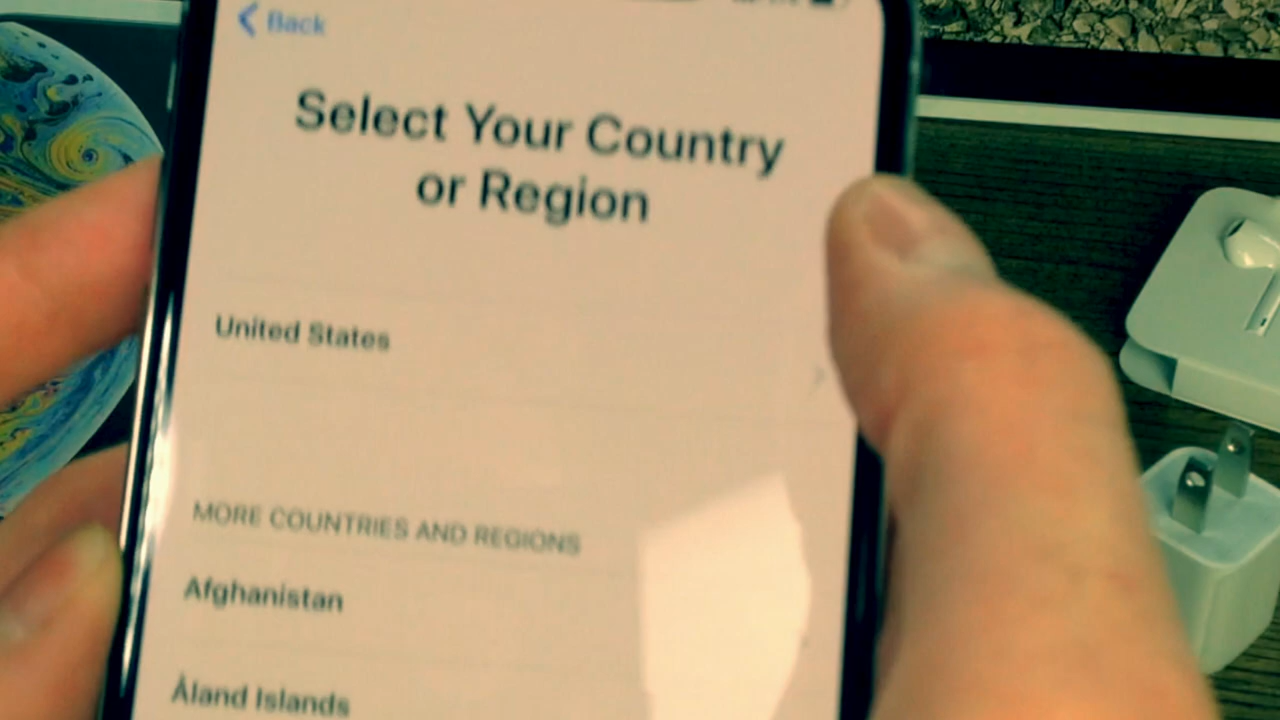 Back
Select Your Country
or Region
United States
MORE COUNTRIES AND REGIONS
Afghanistan
Åland Islands